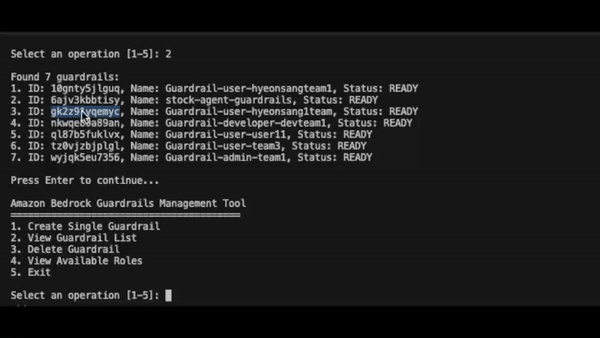 Select an operation [1-5]: 2
Found 7 guardrails:
1. ID: 10gnty5jlguq, Name: Guardrail-user-hyeonsangteam1, Status: READY
2. ID: 6ajv3kbbtisy, Name: stock-agent-guardrails, Status: READY
3. ID: Name: Guardrail-user-hyeonsang1team, Status: READY
4. ID: Name: Guardrail-developer-devteam1, Status: READY
5. ID: ql87b5fuklvx, Name: Guardrail-user-user11, Status: READY
6. ID: tz0vjzbjplgl, Name: Guardrail-user-team3, Status: READY
7. ID: wyjqk5eu7356, Name: Guardrail-admin-team1, Status: READY
Press Enter to continue...
Amazon Bedrock Guardrails Management Tool
========================================
1. Create Single Guardrail
2. View Guardrail List
3. Delete Guardrail
4. View Available Roles
5. Exit
Select an operation [1-5]: